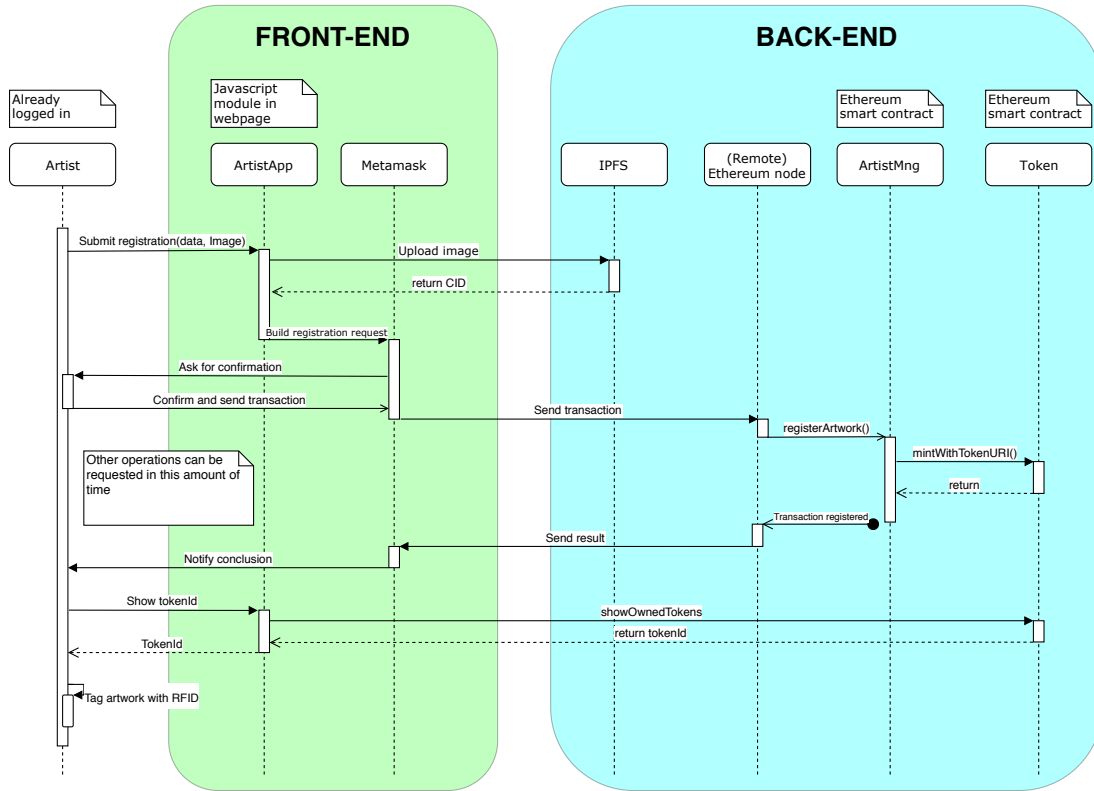 FRONT-END
BACK-END
Already
logged in
Javascript
module in
webpage
Ethereum
smart contract
Ethereum
smart contract
Artist
ArtistApp
Metamask
IPFS
(Remote)
Ethereum node
ArtistMng
Token
Submit registration(data, Image)
Upload image
return CID
Build registration request
Ask for confirmation
Confirm and send transaction
Send transaction
registerArtwork()
mintWithTokenURI()
return
Other operations can be
requested in this amount of
time
Transaction registered
Send result
Notify conclusion
Show tokenId
showOwnedTokens
return tokenId
TokenId
Tag artwork with RFID